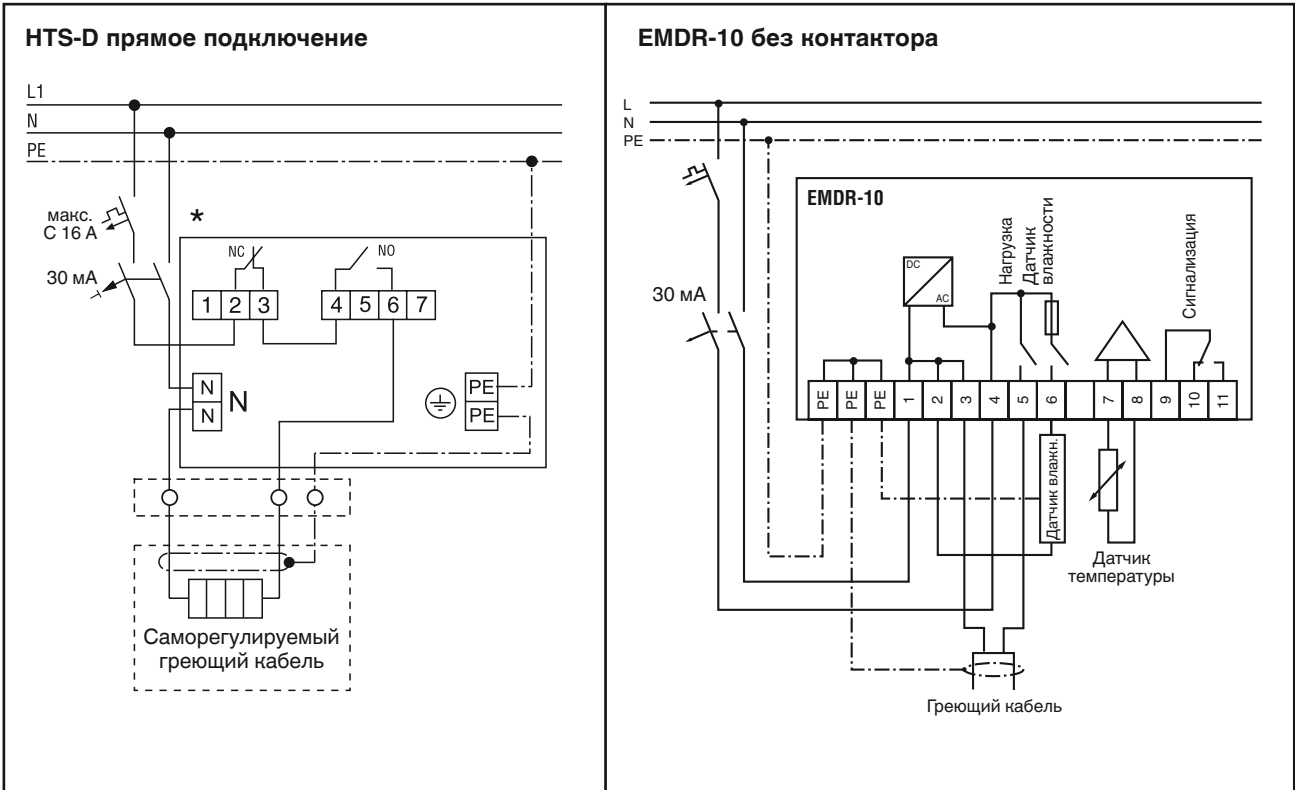 HTS-D прямое подключение
L1
N
PE
макс.
C 16 A
*
30 мА
NC
NO
1 2 3
4 5 6 7
N
N
N
PE
PE
Саморегулируемый
греющий кабель
EMDR-10 без контактора
L
N
PE
EMDR-10
30 мА
DC
AC
Нагрузка
Датчик
влажности
Сигнализация
PE PE PE 1 2 3 4 5 6 7 8 9 10 11
Датчик влажн.
Датчик
температуры
Греющий кабель